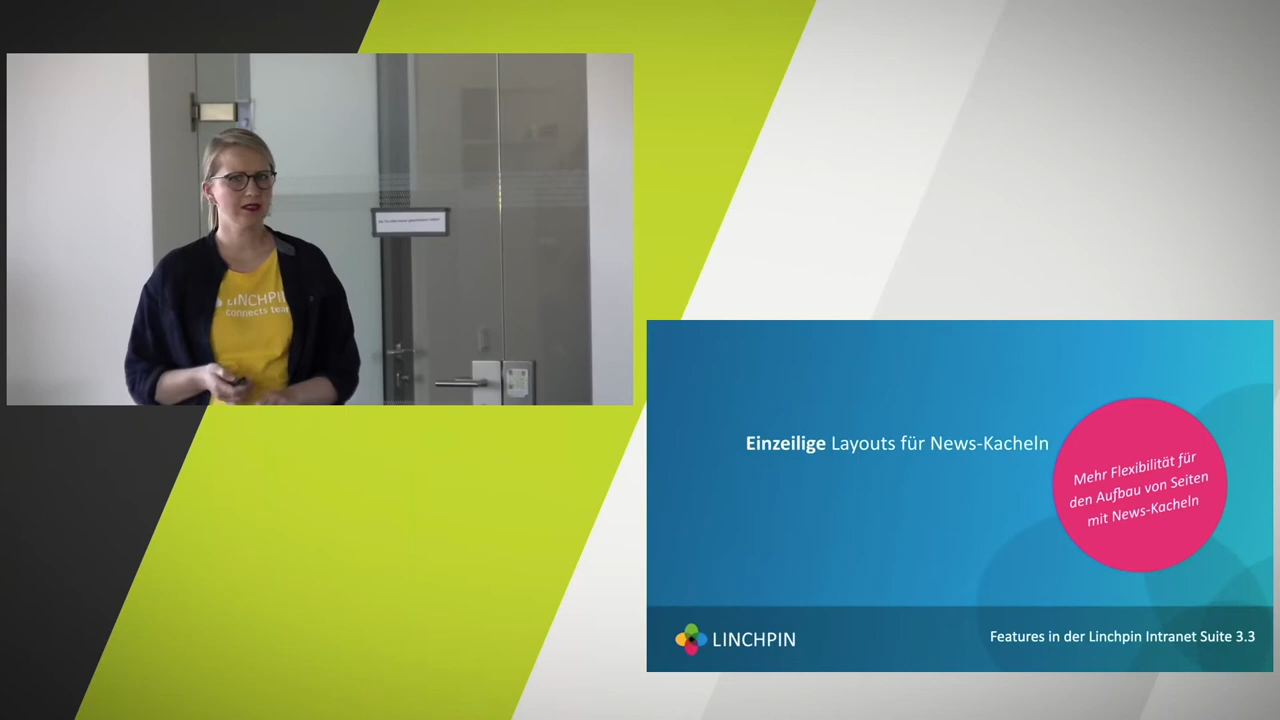 LINCHPIN
connects team
Einzeilige Layouts für News-Kacheln
Mehr Flexibilität für
den Aufbau von Seiten
mit News-Kacheln
LINCHPIN
Features in der Linchpin Intranet Suite 3.3